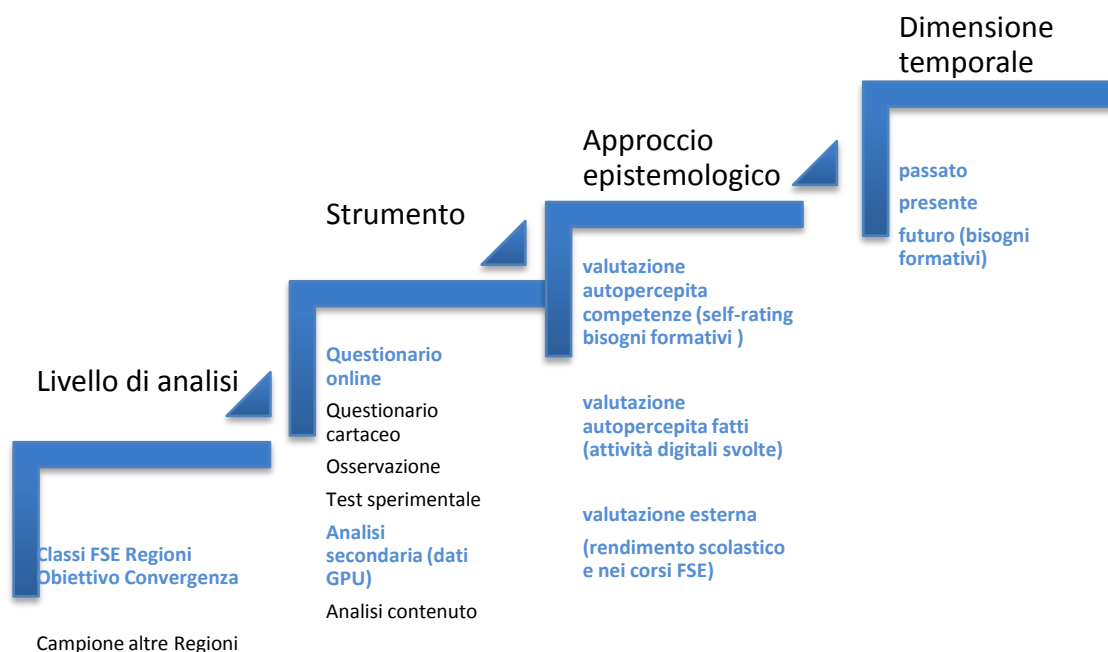 Livello di analisi
Classi FSE Regioni
Obiettivo Convergenza
Campione altre Regioni
Strumento
Questionario
online
Questionario
cartaceo
Osservazione
Test sperimentale
Analisi
secondaria (dati
GPU)
Analisi contenuto
Approccio
epistemologico
valutazione
autopercepita
competenze (self-rating
bisogni formativi )
valutazione
autopercepita fatti
(attività digitali svolte)
valutazione esterna
(rendimento scolastico
e nei corsi FSE)
Dimensione
temporale
passato
presente
futuro (bisogni
formativi)